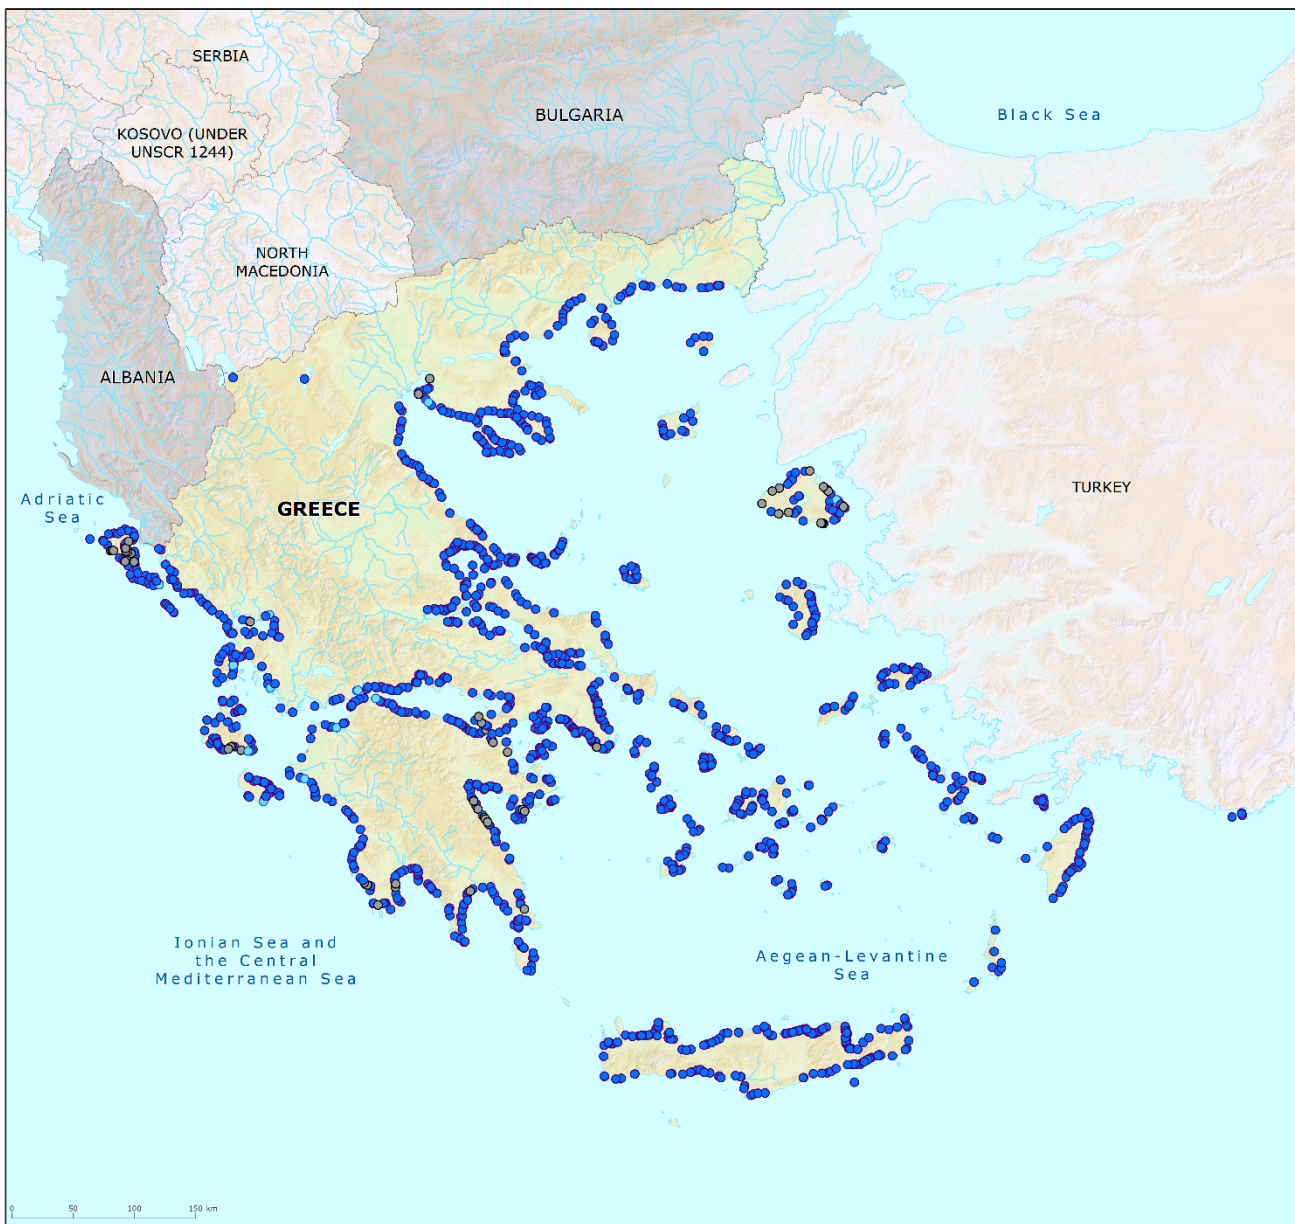 SERBIA
BULGARIA
Black Sea
KOSOVO (UNDER
UNSCR 1244)
NORTH
MACEDONIA
ALBANIA
TURKEY
Adriatic
Sea
GREECE
Ionian Sea and
the Central
Mediterranean Sea
Aegean-Levantine
Sea
0 50 100 150 km